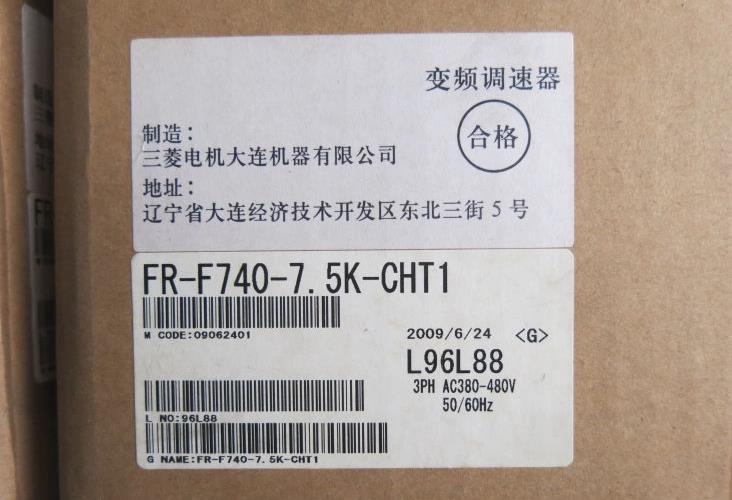 变频调速器
合格
制造：
三菱电机大连机器有限公司
地址：
辽宁省大连经济技术开发区东北三街5号
FR-F740-7.5K-CHT1
M CODE:09062401
2009/6/24 <G>
L96L88
3PH AC380-480V
50/60Hz
L NO:96L88
G NAME:FR-F740-7.5K-CHT1